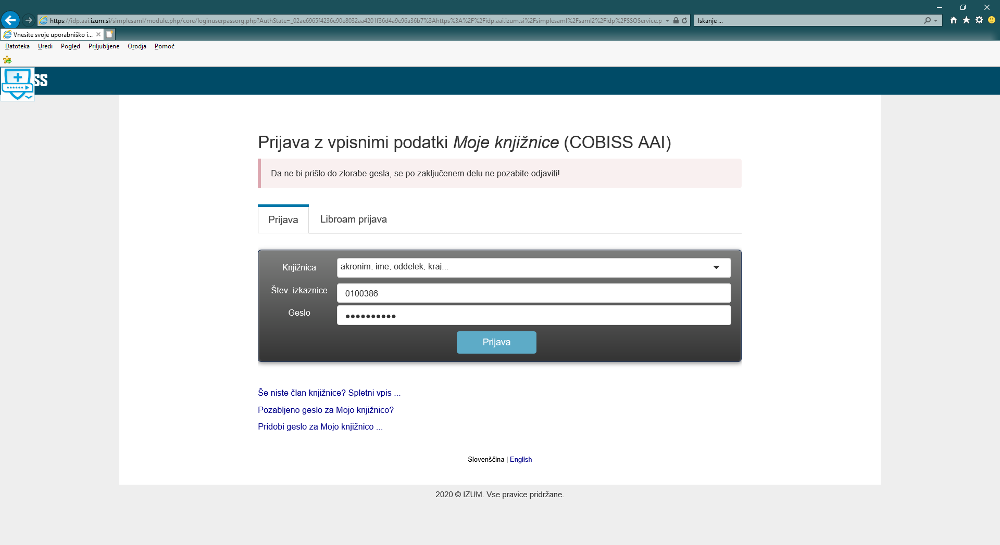 https://idp.aai.izum.si/simplesaml/module.php/core/loginuserpassorg.php?AuthState=_02ae6965f4236e90e8032aa4201f36d4a9e96a36b7%3Ahttps%3A%2F%2Fidp.aai.izum.si%2Fsimplesaml%2Fsaml2%2Fidp%2FSSOService.p
Iskanje ...
Vnesite svoje uporabniško i...
Datoteka Uredi Pogled Priljubljene Orodja Pomoč
SS
Prijava z vpisnimi podatki Moje knjižnice (COBISS AAI)
Da ne bi prišlo do zlorabe gesla, se po zaključenem delu ne pozabite odjaviti!
Prijava Libroam prijava
Knjižnica akronim, ime, oddelek, kraj...
Štev. izkaznice 0100386
Geslo ••••••••••
Prijava
Še niste član knjižnice? Spletni vpis ...
Pozabljeno geslo za Mojo knjižnico?
Pridobi geslo za Mojo knjižnico ...
Slovenščina | English
2020 © IZUM. Vse pravice pridržane.